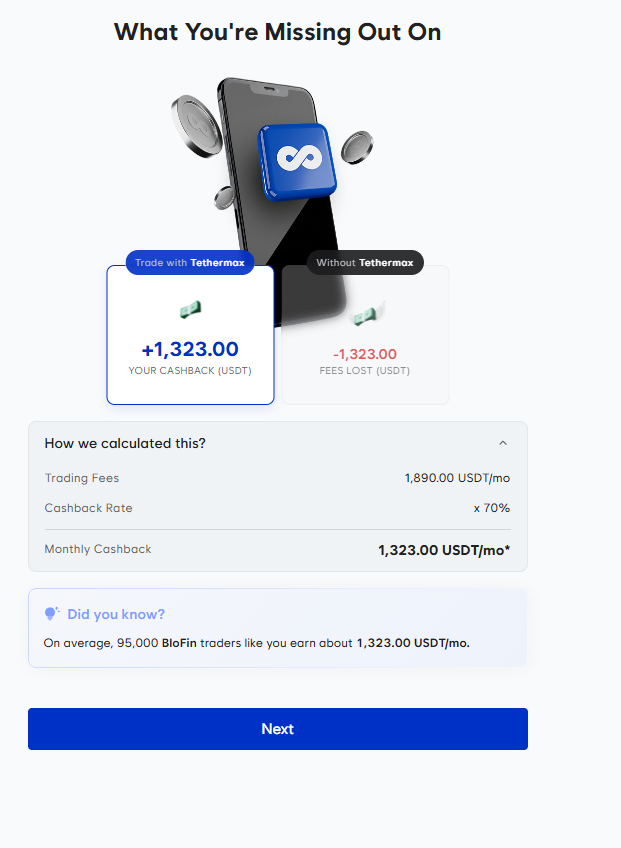 What You're Missing Out On
Trade with Tethermax
Without Tethermax
+1,323.00
YOUR CASHBACK (USDT)
-1,323.00
FEES LOST (USDT)
How we calculated this?
Trading Fees 1,890.00 USDT/mo
Cashback Rate x 70%
Monthly Cashback 1,323.00 USDT/mo*
Did you know?
On average, 95,000 BloFin traders like you earn about 1,323.00 USDT/mo.
Next